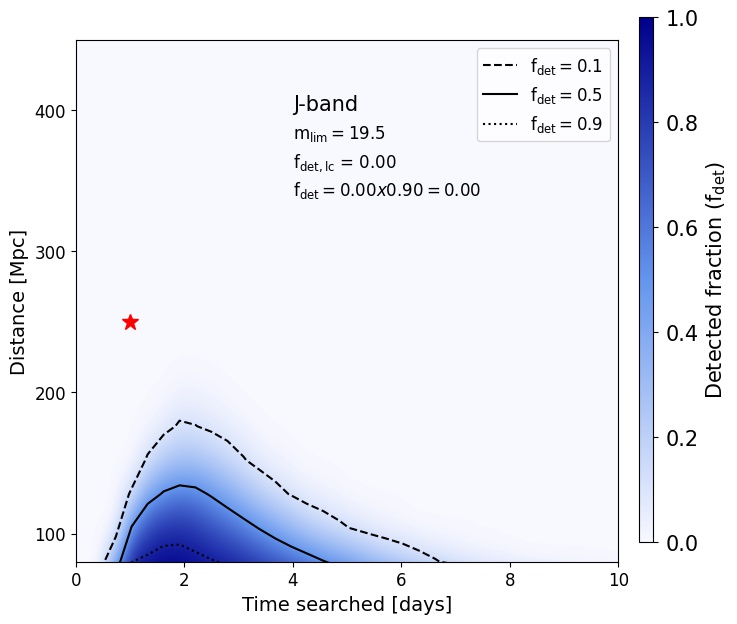 J-band
m_lim = 19.5
f_det,lc = 0.00
f_det = 0.00x0.90 = 0.00
f_det = 0.1
f_det = 0.5
f_det = 0.9
Distance [Mpc]
400
300
200
100
0 2 4 6 8 10
Time searched [days]
1.0
0.8
0.6
0.4
0.2
0.0
Detected fraction (f_det)